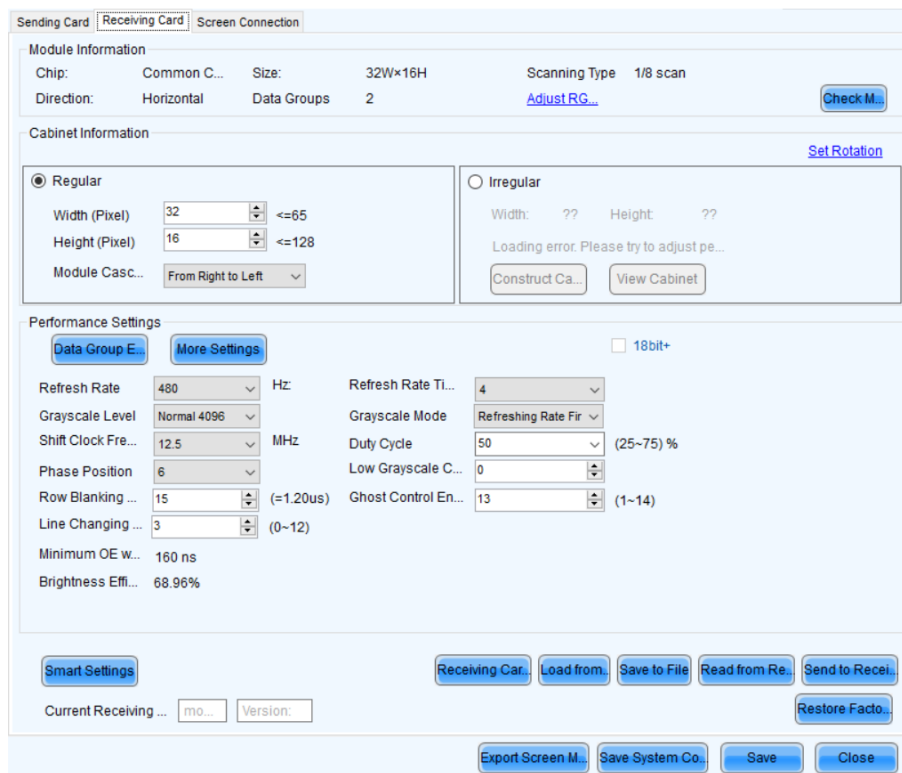 Sending Card Receiving Card Screen Connection
Module Information
Chip: Common C... Size: 32W×16H Scanning Type 1/8 scan
Direction: Horizontal Data Groups 2 Adjust RG... Check M...
Cabinet Information
Set Rotation
Regular Irregular
Width (Pixel) 32 <=65 Width: ?? Height: ??
Height (Pixel) 16 <=128 Loading error. Please try to adjust pe...
Module Casc... From Right to Left Construct Ca... View Cabinet
Performance Settings
Data Group E... More Settings 18bit+
Refresh Rate 480 Hz: Refresh Rate Ti... 4
Grayscale Level Normal 4096 Grayscale Mode Refreshing Rate Fir
Shift Clock Fre... 12.5 MHz Duty Cycle 50 (25~75) %
Phase Position 6 Low Grayscale C... 0
Row Blanking ... 15 (=1.20us) Ghost Control En... 13 (1~14)
Line Changing ... 3 (0~12)
Minimum OE w... 160 ns
Brightness Effi... 68.96%
Smart Settings Receiving Car... Load from... Save to File Read from Re... Send to Recei...
Current Receiving ... mo... Version: Restore Facto...
Export Screen M... Save System Co... Save Close